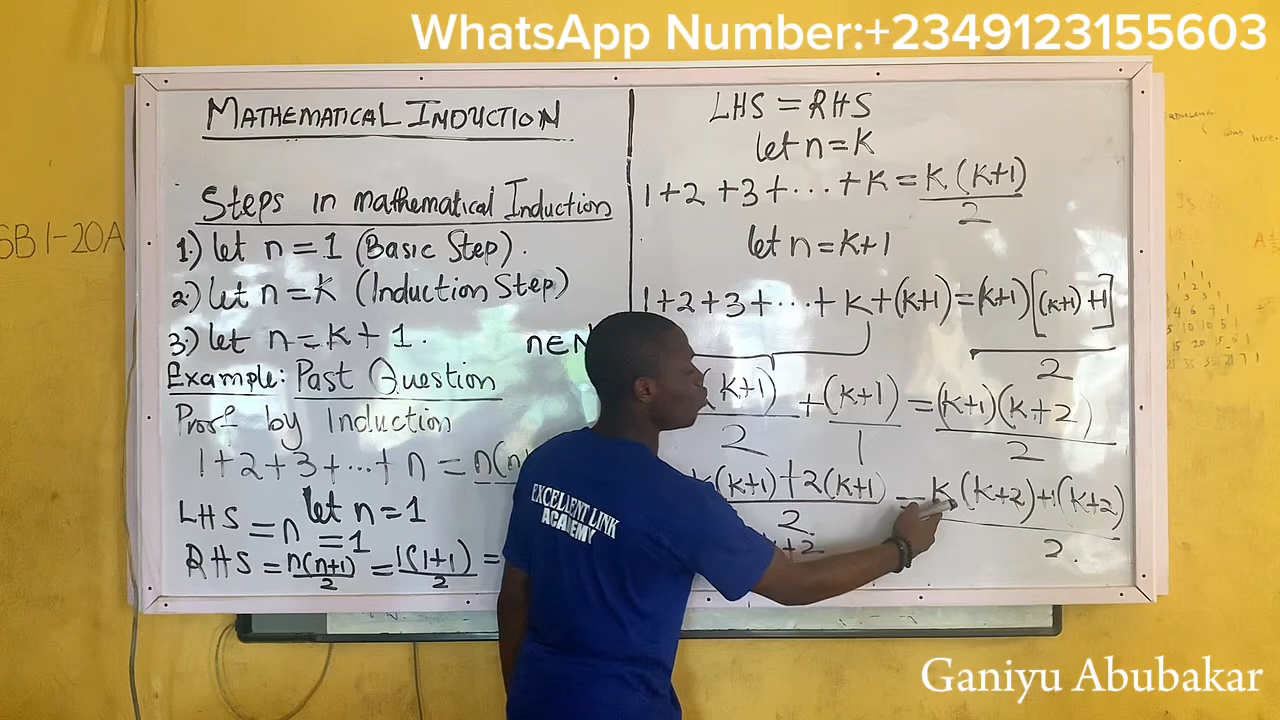 WhatsApp Number:+2349123155603
MATHEMATICAL INDUCTION
Steps in mathematical Induction
1.) let n = 1 (Basic Step).
2.) let n = K (Induction Step)
3.) let n = K + 1.
n∈N
Example: Past Question
Proof by Induction
1+2+3+...+ n = n(n
let n=1
LHS = n = 1
RHS = n(n+1)/2 = 1(1+1)/2 =
LHS = RHS
let n=K
1+2+3+...+K = K(K+1)/2
let n=K+1
1+2+3+...+K+(K+1) = (K+1)[(K+1)+1]/2
(K+1)/2 + (K+1)/1 = (K+1)(K+2)/2
K(K+1)+2(K+1)/2 = K(K+2)+1(K+2)/2.
+2
EXCELLENT LINK
ACADEMY
SB1-20A
Ganiyu Abubakar